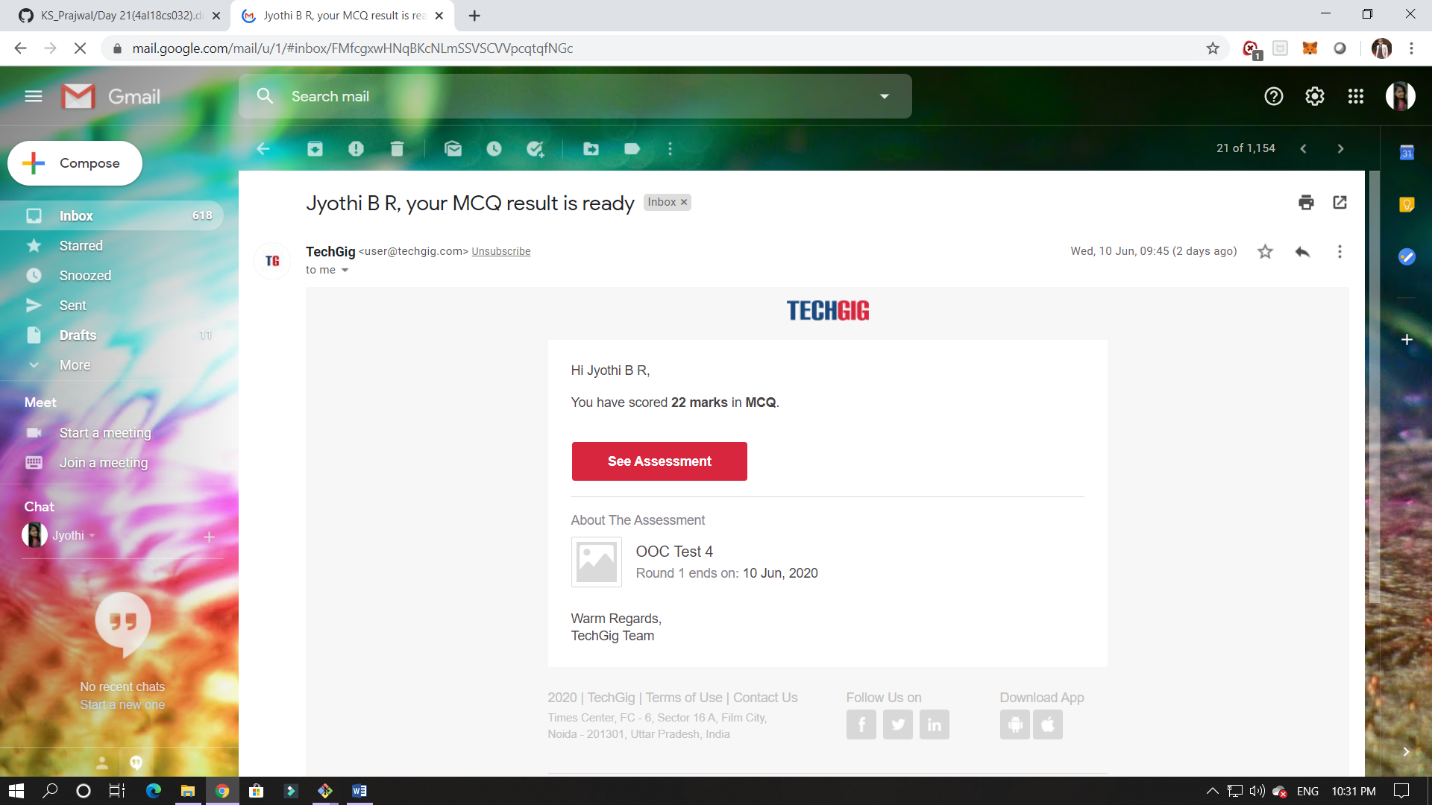 KS_Prajwal/Day 21(4al18cs032).d
Jyothi B R, your MCQ result is rea
mail.google.com/mail/u/1/#inbox/FMfcgxwHNqBKcNLmSSVSCVVpcqtqfNGc
1
Gmail
Search mail
Compose
21 of 1,154
31
Inbox 618
Starred
Snoozed
Sent
Drafts 11
More
Meet
Start a meeting
Join a meeting
Chat
Jyothi
No recent chats
Start a new one
Jyothi B R, your MCQ result is ready Inbox ×
TG
TechGig <user@techgig.com> Unsubscribe
Wed, 10 Jun, 09:45 (2 days ago)
to me
TECHGIG
Hi Jyothi B R,
You have scored 22 marks in MCQ.
See Assessment
About The Assessment
OOC Test 4
Round 1 ends on: 10 Jun, 2020
Warm Regards,
TechGig Team
2020 | TechGig | Terms of Use | Contact Us
Times Center, FC - 6, Sector 16 A, Film City,
Noida - 201301, Uttar Pradesh, India
Follow Us on
Download App
ENG 10:31 PM